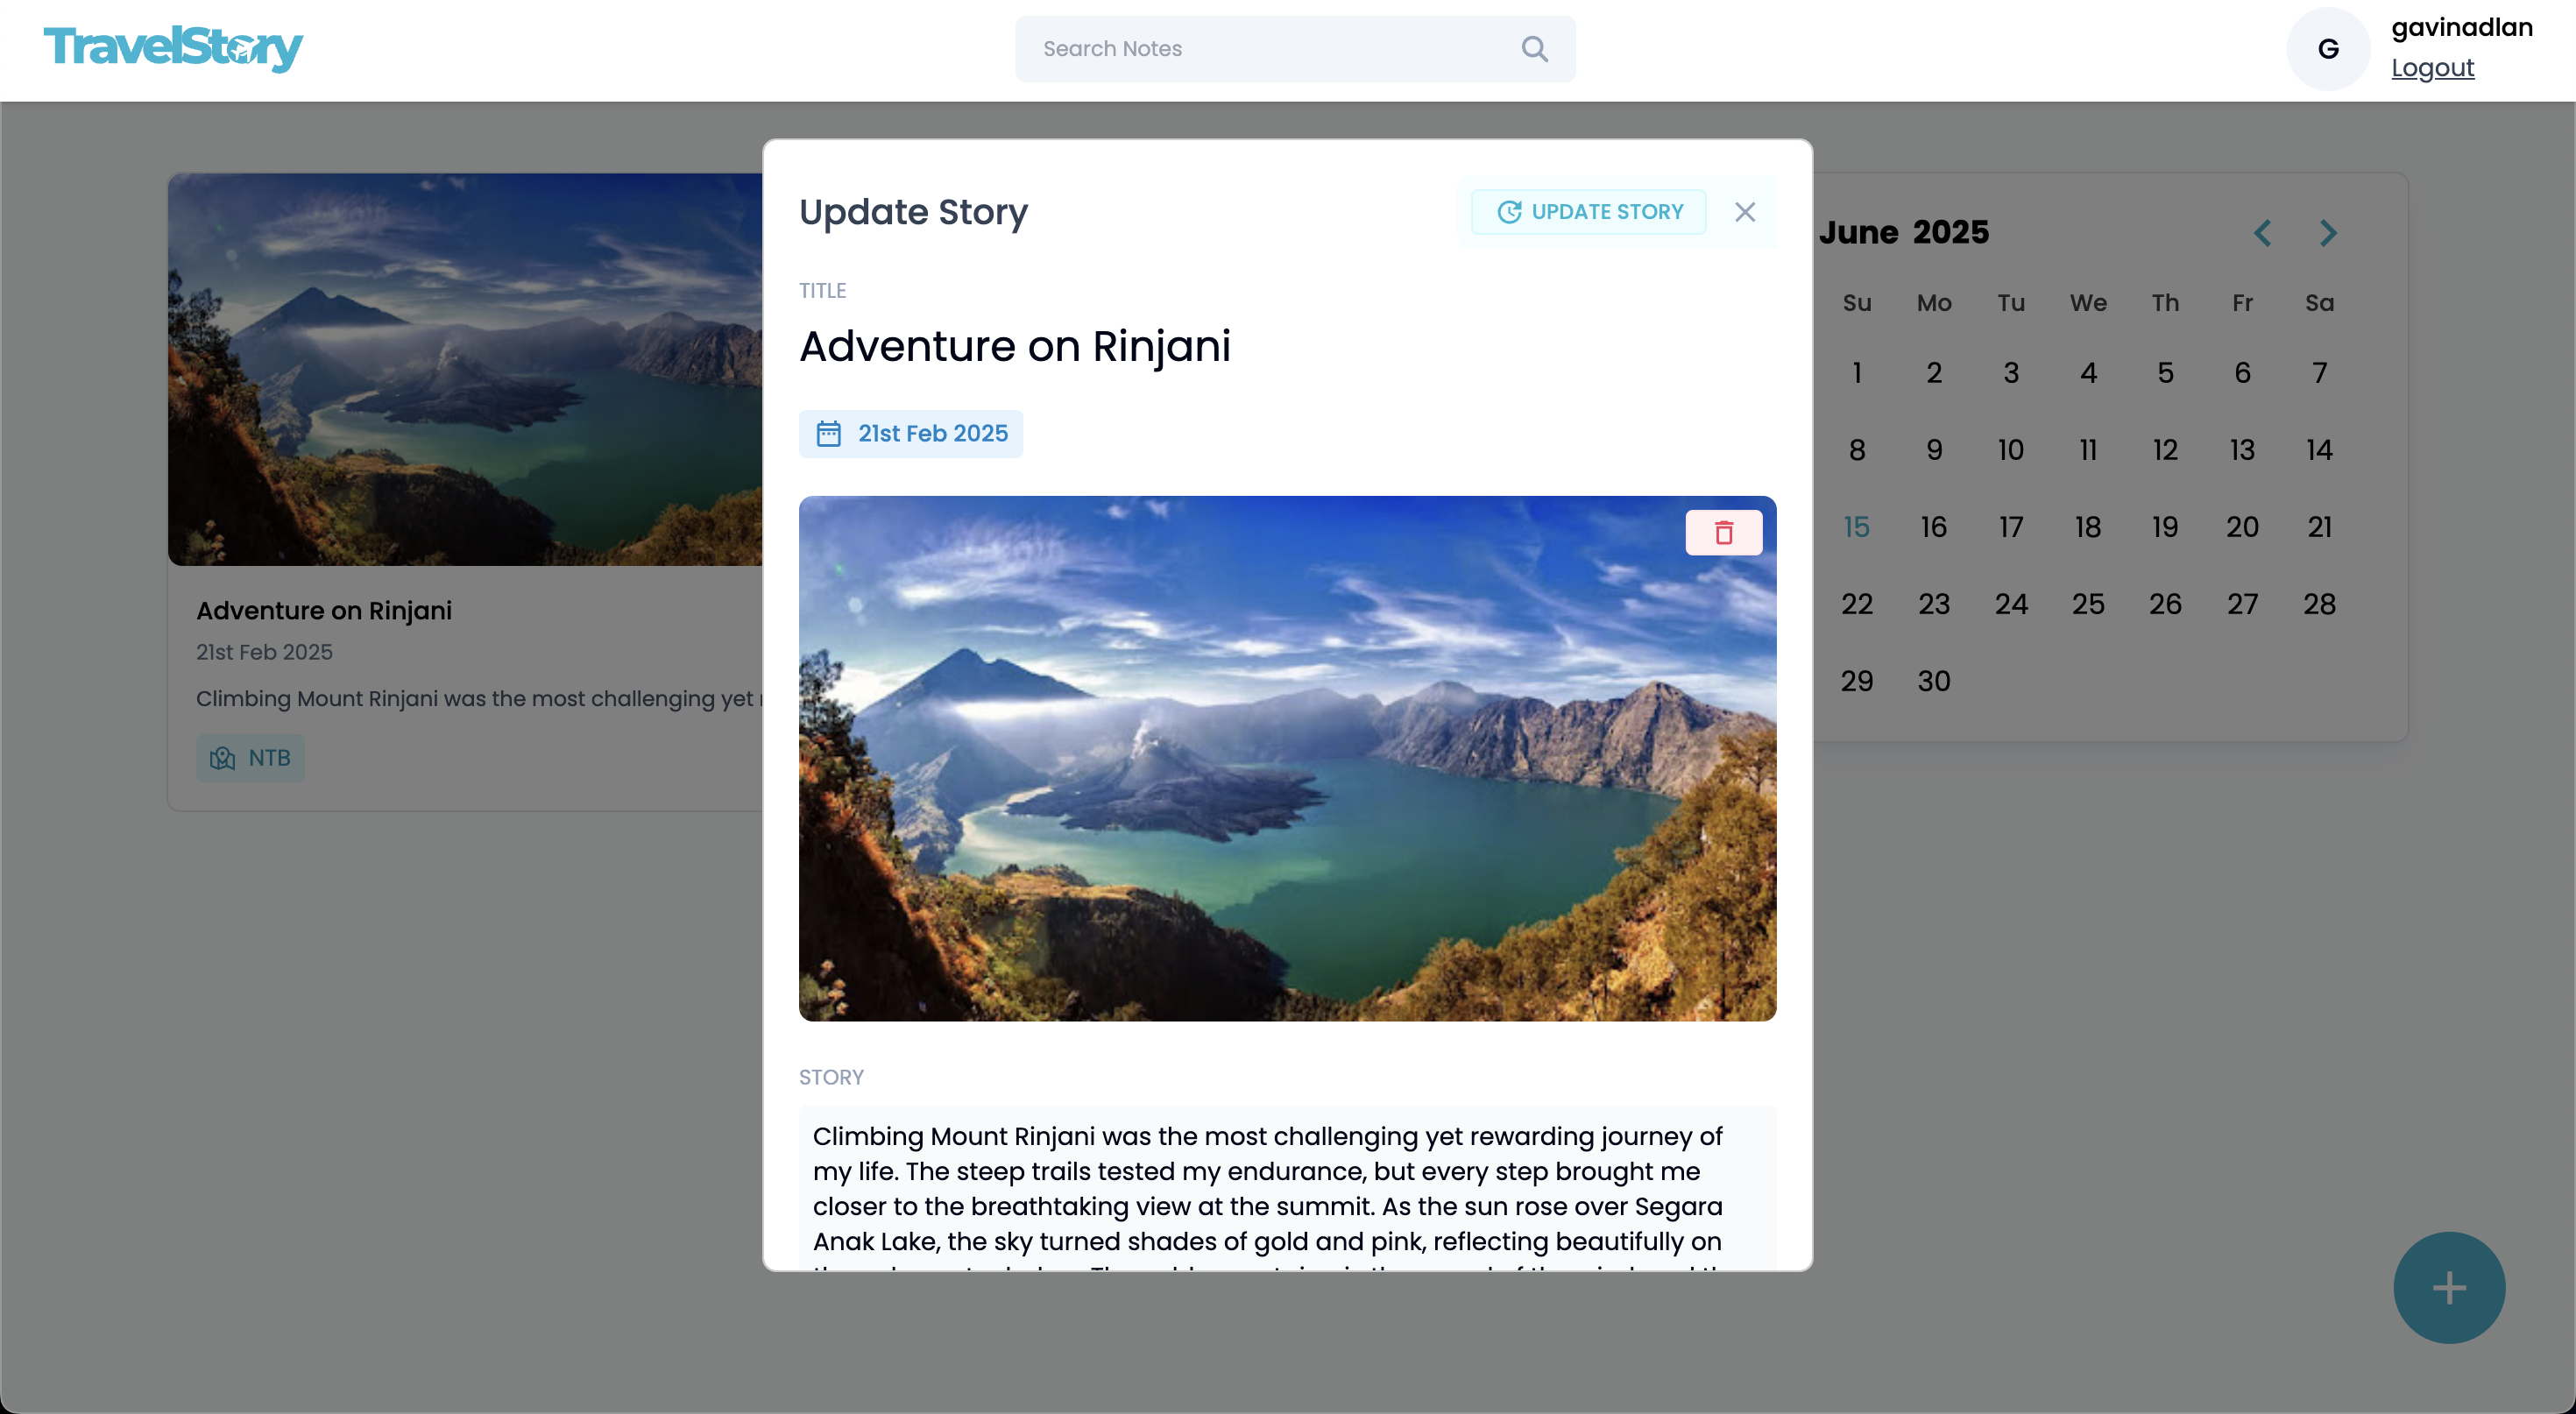 TravelStory
Search Notes
G
gavinadlan
Logout
Adventure on Rinjani
21st Feb 2025
Climbing Mount Rinjani was the most challenging yet
NTB
Update Story
UPDATE STORY
TITLE
Adventure on Rinjani
21st Feb 2025
STORY
Climbing Mount Rinjani was the most challenging yet rewarding journey of
my life. The steep trails tested my endurance, but every step brought me
closer to the breathtaking view at the summit. As the sun rose over Segara
Anak Lake, the sky turned shades of gold and pink, reflecting beautifully on
June 2025
Su Mo Tu We Th Fr Sa
1 2 3 4 5 6 7
8 9 10 11 12 13 14
15 16 17 18 19 20 21
22 23 24 25 26 27 28
29 30